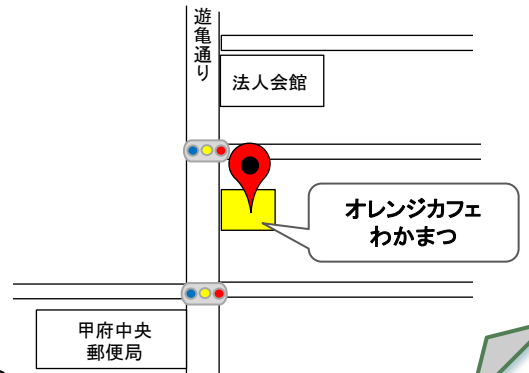 遊亀通り
法人会館
オレンジカフェ
わかまつ
甲府中央
郵便局